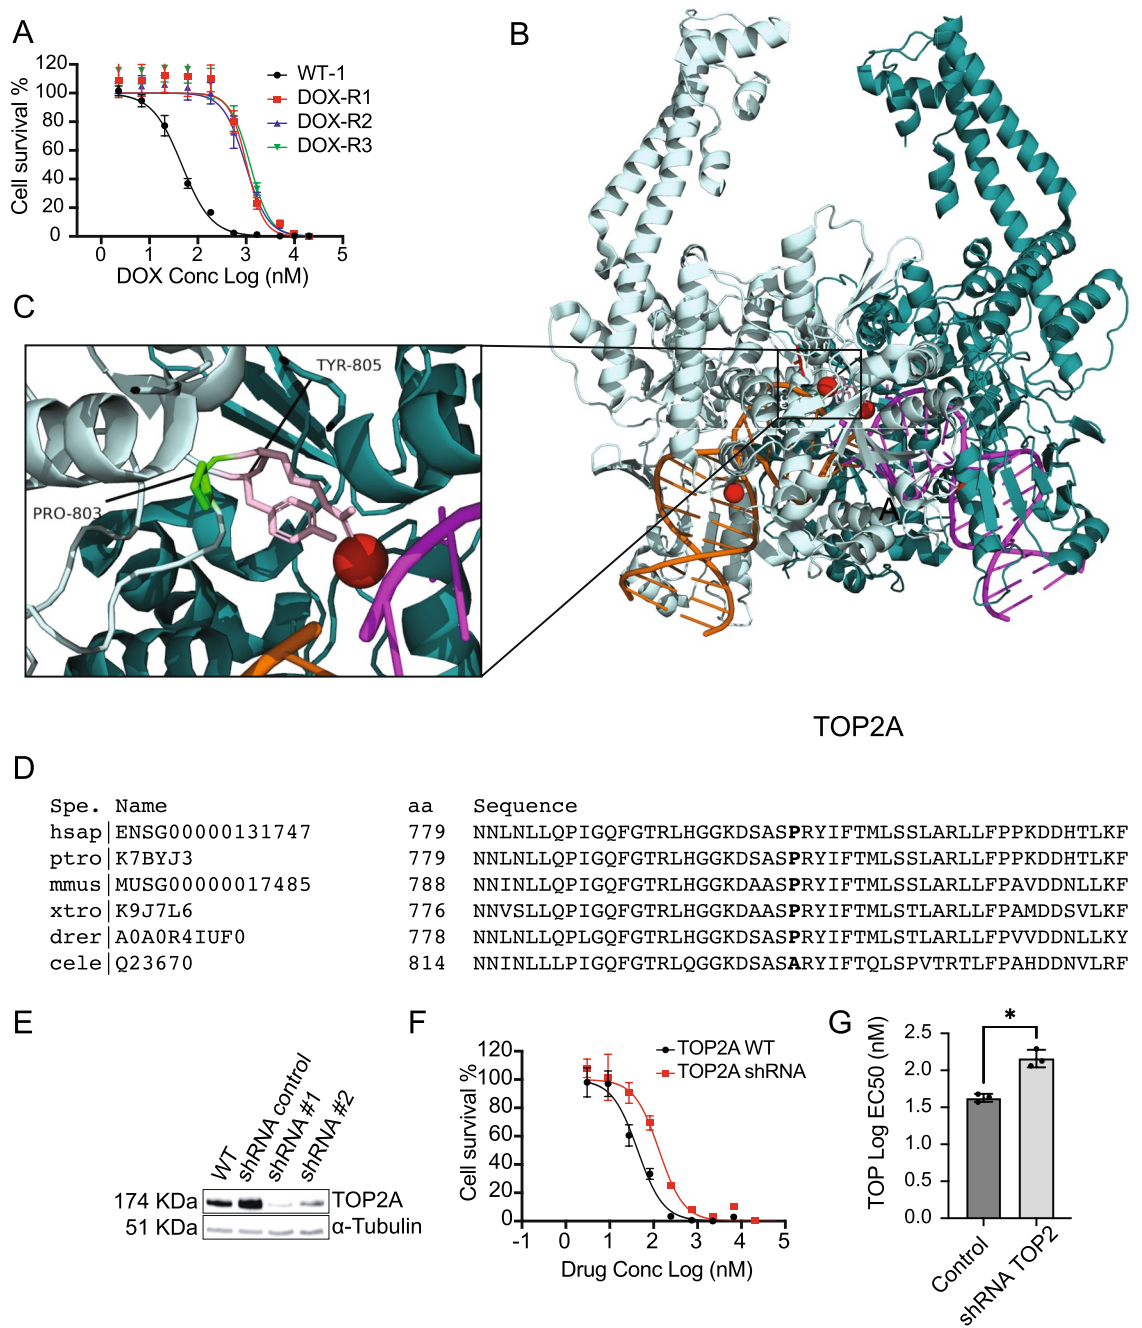 A
120
100
80
60
40
20
0
Cell survival %
0 1 2 3 4 5
DOX Conc Log (nM)
WT-1
DOX-R1
DOX-R2
DOX-R3
B
A
TOP2A
C
TYR-805
PRO-803
D
Spe. Name aa Sequence
hsap|ENSG00000131747 779 NNLNLLQPIGQFGTRLHGGKDSASPRYIFTMLSSLARLLFPPKDDHTLKF
ptro|K7BYJ3 779 NNLNLLQPIGQFGTRLHGGKDSASPRYIFTMLSSLARLLFPPKDDHTLKF
mmus|MUSG00000017485 788 NNINLLQPIGQFGTRLHGGKDAASPRYIFTMLSSLARLLFPAVDDNLLKF
xtro|K9J7L6 776 NNVSLLQPIGQFGTRLHGGKDAASPRYIFTMLSTLARLLFPAMDDSVLKF
drer|A0A0R4IUF0 778 NNLNLLQPLGQFGTRLHGGKDSASPRYIFTMLSTLARLLFPVVDDNLLKY
cele|Q23670 814 NNINLLLPIGQFGTRLQGGKDSASARYIFTQLSPVTRTLFPAHDDNVLRF
E
WT
shRNA control
shRNA #1
shRNA #2
174 KDa TOP2A
51 KDa α-Tubulin
F
120
100
80
60
40
20
0
Cell survival %
-1 0 1 2 3 4 5
Drug Conc Log (nM)
TOP2A WT
TOP2A shRNA
G
2.5
2.0
1.5
1.0
0.5
0.0
TOP Log EC50 (nM)
*
Control
shRNA TOP2